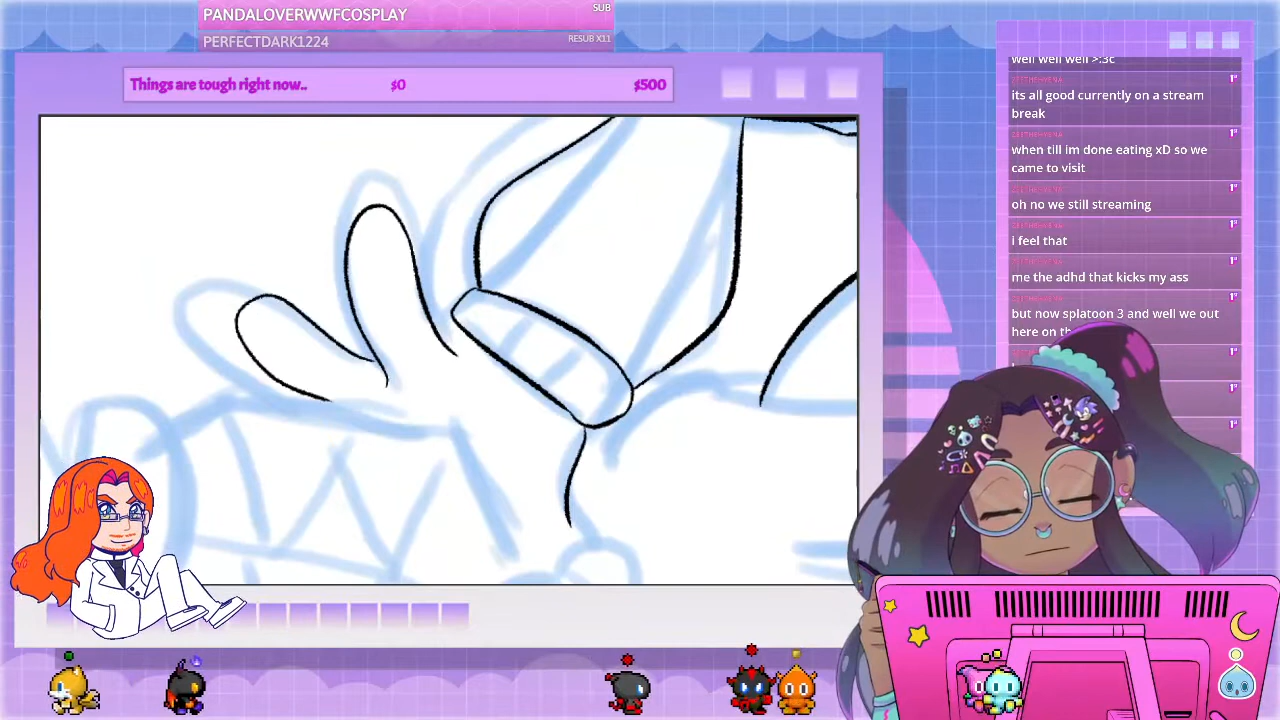 PANDALOVERWWFCOSPLAY
SUB
PERFECTDARK1224
RESUB X11
Things are tough right now..
$0
$500
well well well >:3c
its all good currently on a stream
break
when till im done eating xD so we
came to visit
oh no we still streaming
i feel that
me the adhd that kicks my ass
but now splatoon 3 and well we out
here on